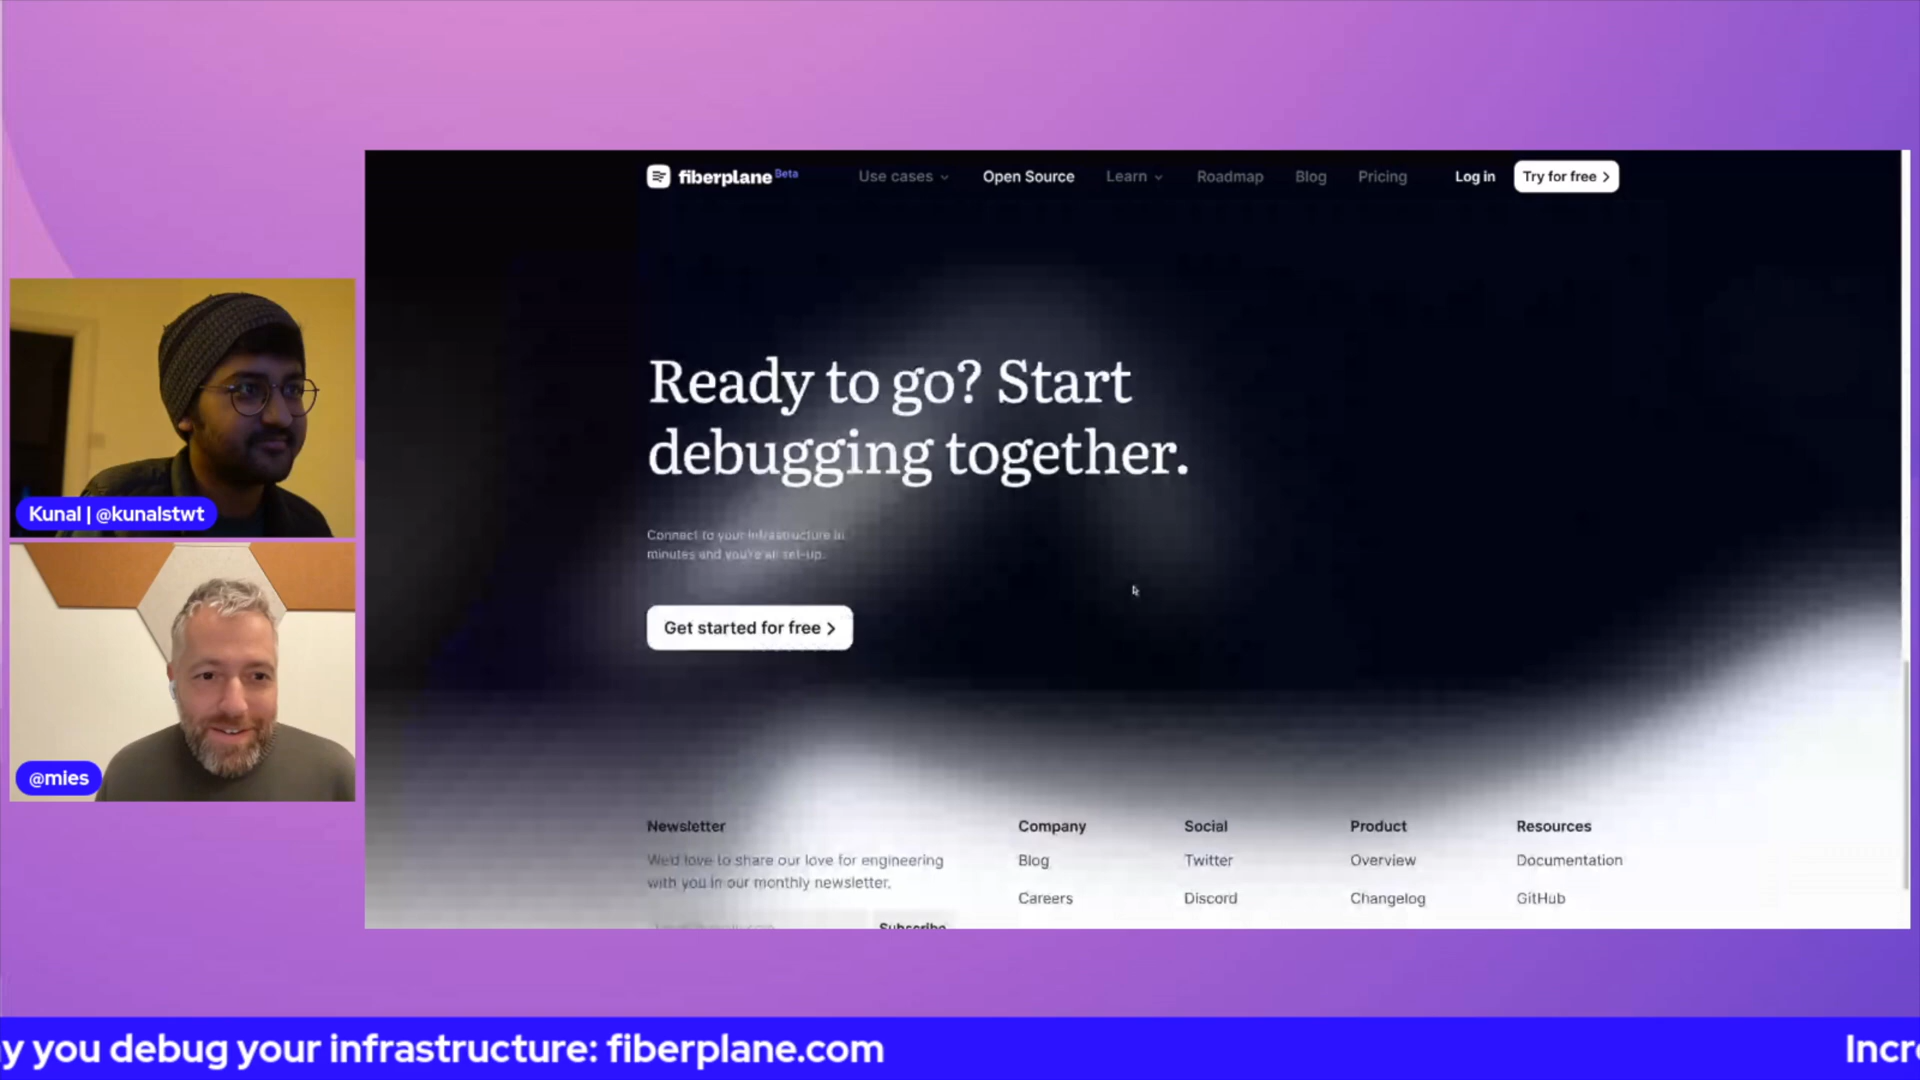 fiberplane Beta
Use cases
Open Source
Learn
Roadmap
Blog
Pricing
Log in
Try for free
Ready to go? Start
debugging together.
Connect to your infrastructure in
minutes and you're all set-up.
Get started for free
Kunal | @kunalstwt
@mies
Newsletter
We'd love to share our love for engineering
with you in our monthly newsletter.
Subscribe
Company
Blog
Careers
Social
Twitter
Discord
Product
Overview
Changelog
Resources
Documentation
GitHub
y you debug your infrastructure: fiberplane.com
Incre